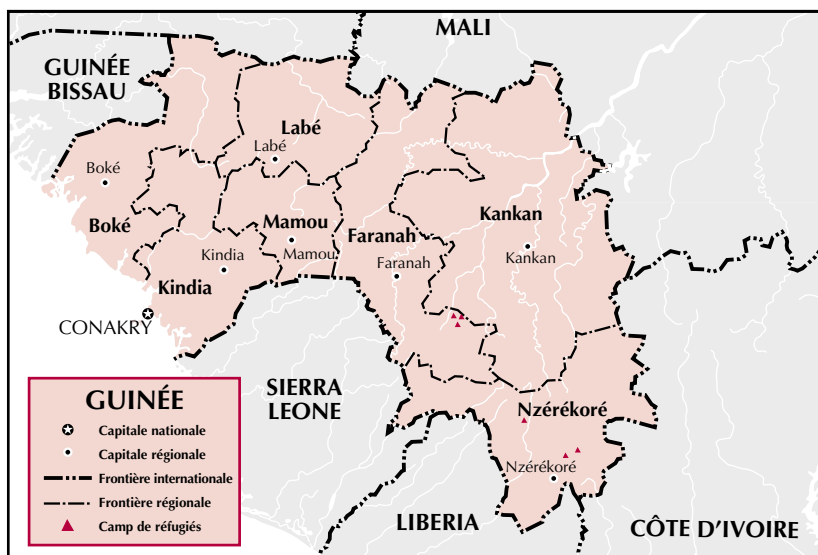 MALI
GUINÉE
BISSAU
Labé
Labé
Boké
Boké
Mamou
Mamou
Faranah
Faranah
Kankan
Kankan
Kindia
Kindia
CONAKRY
SIERRA
LEONE
Nzérékoré
Nzérékoré
LIBERIA
CÔTE D'IVOIRE
GUINÉE
Capitale nationale
Capitale régionale
Frontière internationale
Frontière régionale
Camp de réfugiés